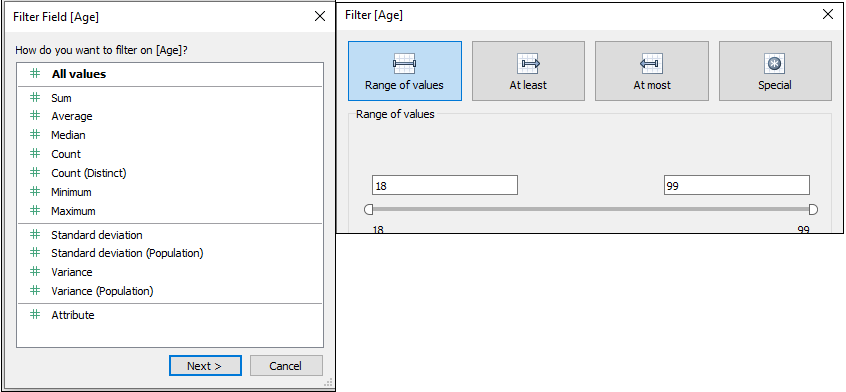 Filter Field [Age]
How do you want to filter on [Age]?
All values
Sum
Average
Median
Count
Count (Distinct)
Minimum
Maximum
Standard deviation
Standard deviation (Population)
Variance
Variance (Population)
Attribute
Next >
Cancel
Filter [Age]
Range of values
At least
At most
Special
Range of values
18
99
18
99